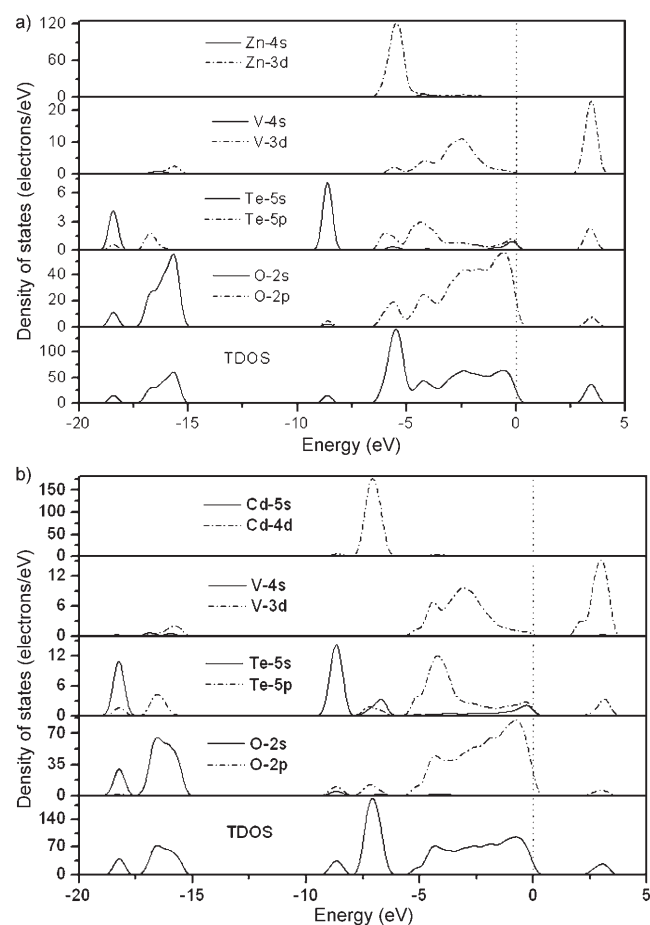 a)
Density of states (electrons/eV)
120
60
0
Zn-4s
Zn-3d
20
10
0
V-4s
V-3d
6
3
0
Te-5s
Te-5p
40
20
0
O-2s
O-2p
100
50
0
TDOS
-20 -15 -10 -5 0 5
Energy (eV)
b)
Density of states (electrons/eV)
150
100
50
0
Cd-5s
Cd-4d
12
6
0
V-4s
V-3d
12
6
0
Te-5s
Te-5p
70
35
0
O-2s
O-2p
140
70
0
TDOS
-20 -15 -10 -5 0 5
Energy (eV)